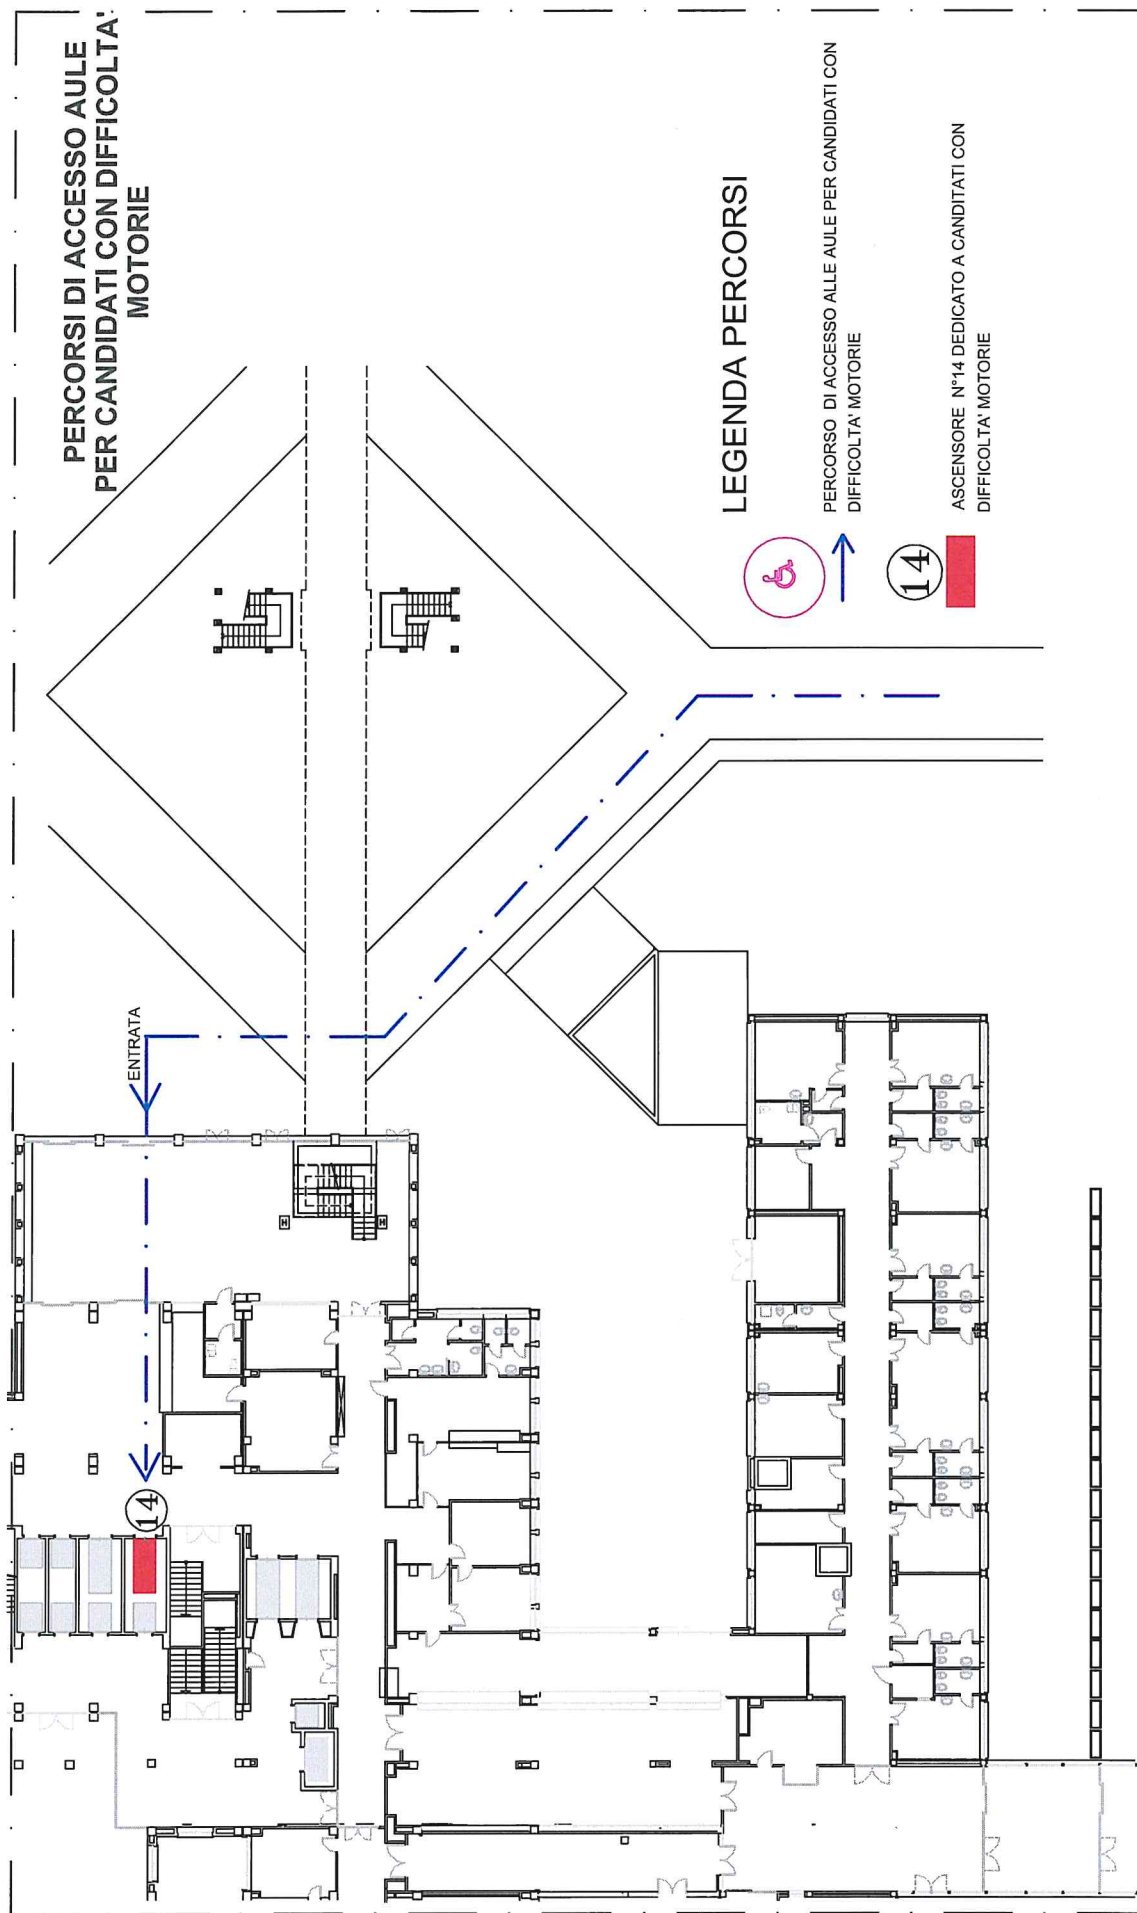 PERCORSI DI ACCESSO AULE
PER CANDIDATI CON DIFFICOLTA'
MOTORIE
ENTRATA
14
H
H
LEGENDA PERCORSI
PERCORSO DI ACCESSO ALLE AULE PER CANDIDATI CON
DIFFICOLTA' MOTORIE
14
ASCENSORE N°14 DEDICATO A CANDITATI CON
DIFFICOLTA' MOTORIE